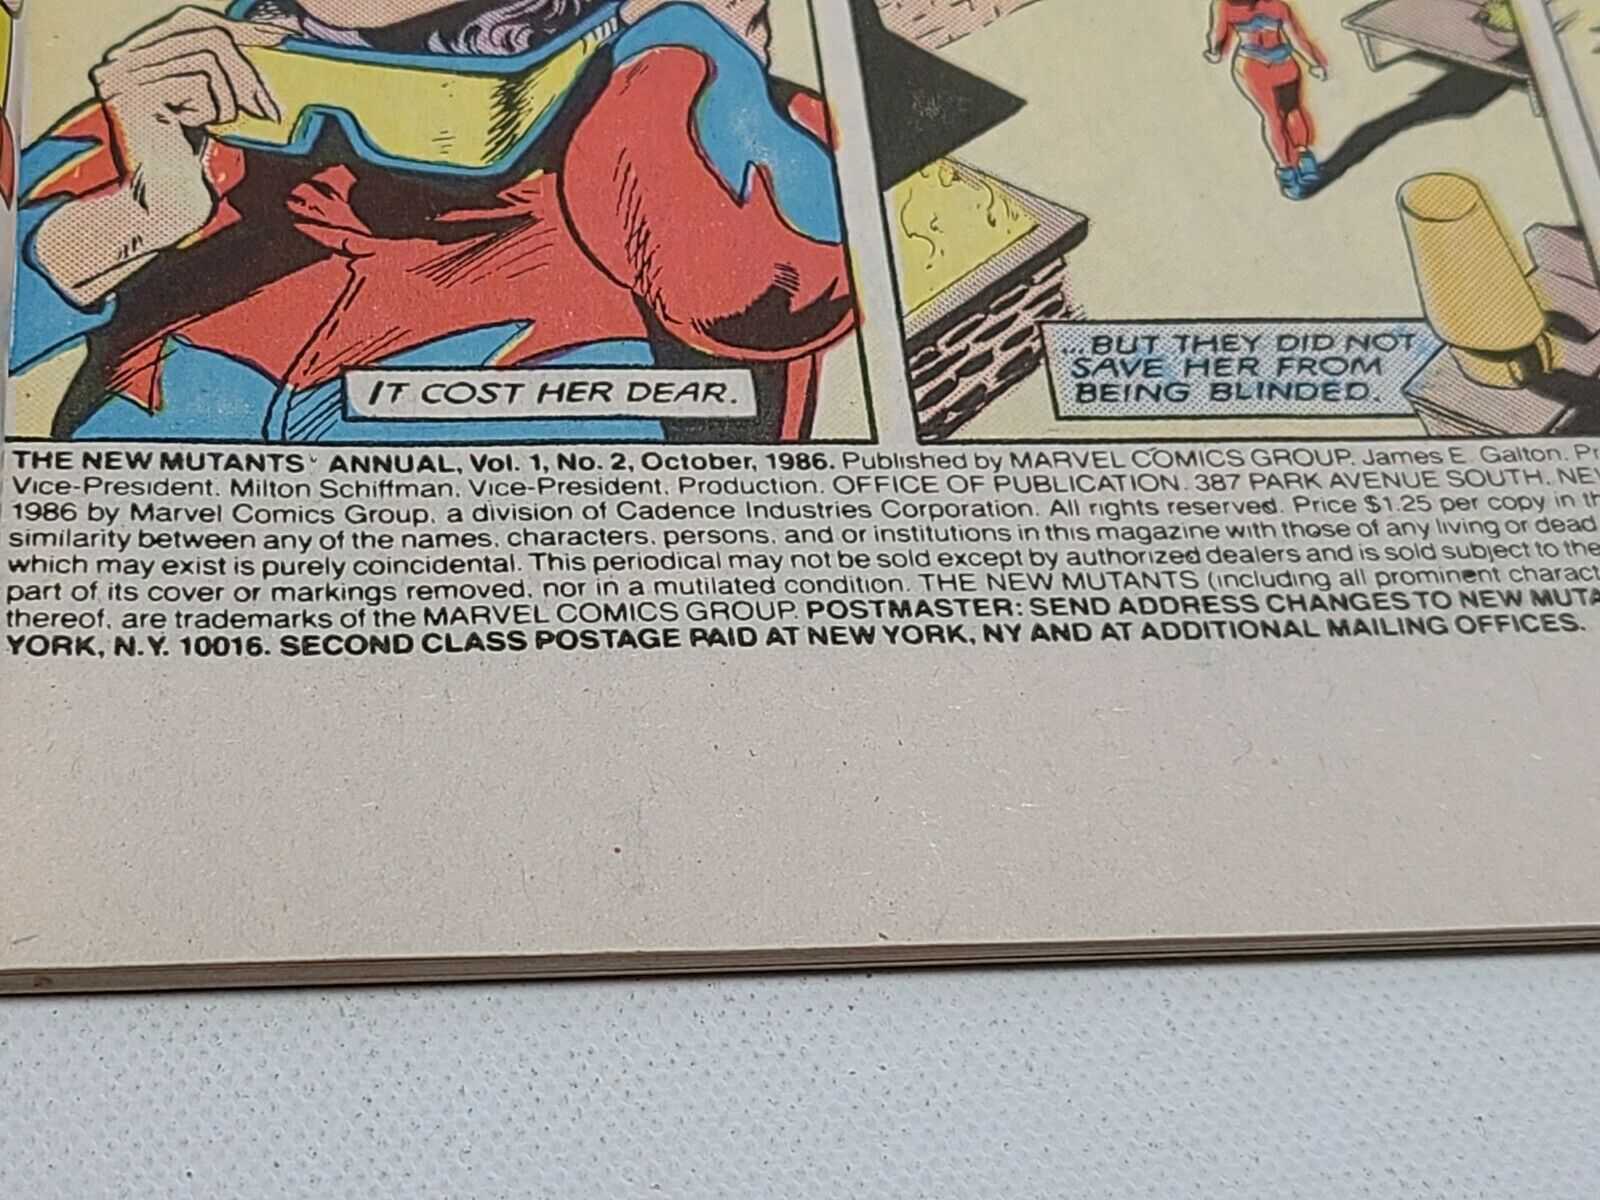 IT COST HER DEAR.
...BUT THEY DID NOT
SAVE HER FROM
BEING BLINDED.
THE NEW MUTANTS ANNUAL, Vol. 1, No. 2, October, 1986. Published by MARVEL COMICS GROUP. James E. Galton. Pr
Vice-President. Milton Schiffman, Vice-President, Production. OFFICE OF PUBLICATION. 387 PARK AVENUE SOUTH, NE
1986 by Marvel Comics Group, a division of Cadence Industries Corporation. All rights reserved. Price $1.25 per copy in th
similarity between any of the names, characters, persons, and or institutions in this magazine with those of any living or dead
which may exist is purely coincidental. This periodical may not be sold except by authorized dealers and is sold subject to the
part of its cover or markings removed, nor in a mutilated condition. THE NEW MUTANTS (including all prominent charact
thereof, are trademarks of the MARVEL COMICS GROUP. POSTMASTER: SEND ADDRESS CHANGES TO NEW MUTA
YORK, N.Y. 10016. SECOND CLASS POSTAGE PAID AT NEW YORK, NY AND AT ADDITIONAL MAILING OFFICES.